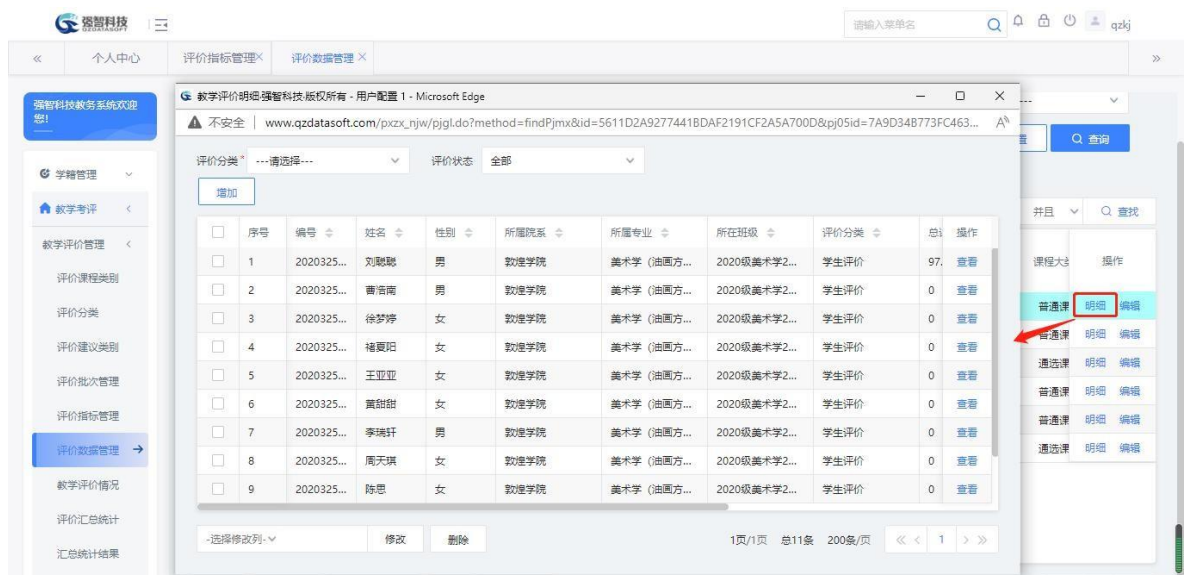 强智科技
QZDATASOFT
请输入菜单名
qzkj
个人中心
评价指标管理
评价数据管理
强智科技教务系统欢迎
您!
学籍管理
教学考评
教学评价管理
评价课程类别
评价分类
评价建议类别
评价批次管理
评价指标管理
评价数据管理
教学评价情况
评价汇总统计
汇总统计结果
教学评价明细-强智科技-版权所有 - 用户配置 1 - Microsoft Edge
不安全 | www.qzdatasoft.com/pxzx_njw/pjgl.do?method=findPjmx&id=5611D2A9277441BDAF2191CF2A5A700D&pj05id=7A9D34B773FC463...
评价分类* ---请选择--- 评价状态 全部
增加
序号 编号 姓名 性别 所属院系 所属专业 所在班级 评价分类 操作
1 2020325... 刘聪聪 男 敦煌学院 美术学（油画方... 2020级美术学2... 学生评价 97. 查看
2 2020325... 曹浩南 男 敦煌学院 美术学（油画方... 2020级美术学2... 学生评价 0 查看
3 2020325... 徐梦婷 女 敦煌学院 美术学（油画方... 2020级美术学2... 学生评价 0 查看
4 2020325... 褚夏阳 女 敦煌学院 美术学（油画方... 2020级美术学2... 学生评价 0 查看
5 2020325... 王亚亚 女 敦煌学院 美术学（油画方... 2020级美术学2... 学生评价 0 查看
6 2020325... 黄甜甜 女 敦煌学院 美术学（油画方... 2020级美术学2... 学生评价 0 查看
7 2020325... 李瑞轩 男 敦煌学院 美术学（油画方... 2020级美术学2... 学生评价 0 查看
8 2020325... 周天琪 女 敦煌学院 美术学（油画方... 2020级美术学2... 学生评价 0 查看
9 2020325... 陈思 女 敦煌学院 美术学（油画方... 2020级美术学2... 学生评价 0 查看
-选择修改列- 修改 删除 1页/1页 总11条 200条/页 1
---
查询
并且 查找
课程大 操作
普通课 明细 编辑
普通课 明细 编辑
通选课 明细 编辑
普通课 明细 编辑
普通课 明细 编辑
通选课 明细 编辑